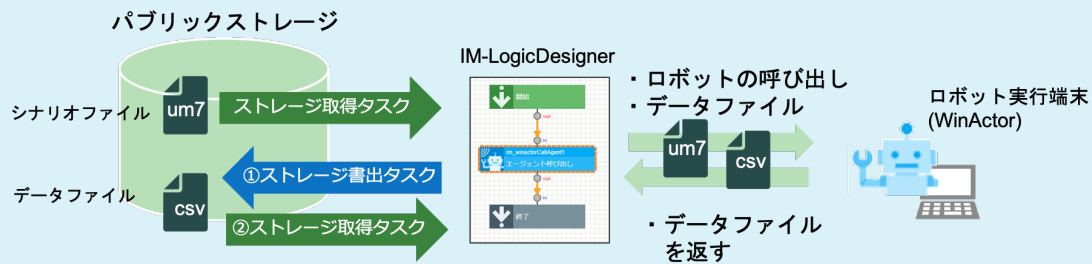 パブリックストレージ
シナリオファイル
um7
ストレージ取得タスク
①ストレージ書出タスク
データファイル
CSV
②ストレージ取得タスク
IM-LogicDesigner
開始
out
in
im_winactorCallAgent1
エージェント呼び出し
out
in
終了
・ロボットの呼び出し
・データファイル
um7
CSV
・データファイル
を返す
ロボット実行端末
(WinActor)